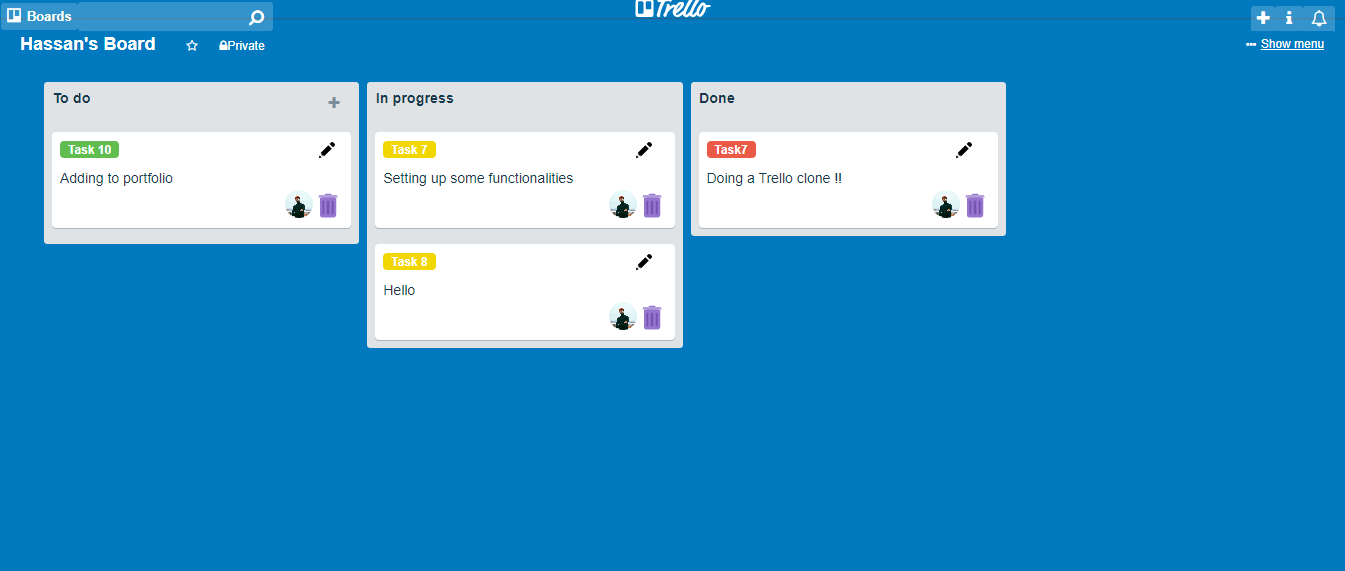 Boards
Trello
Hassan's Board
Private
Show menu
To do
Task 10
Adding to portfolio
In progress
Task 7
Setting up some functionalities
Task 8
Hello
Done
Task7
Doing a Trello clone !!